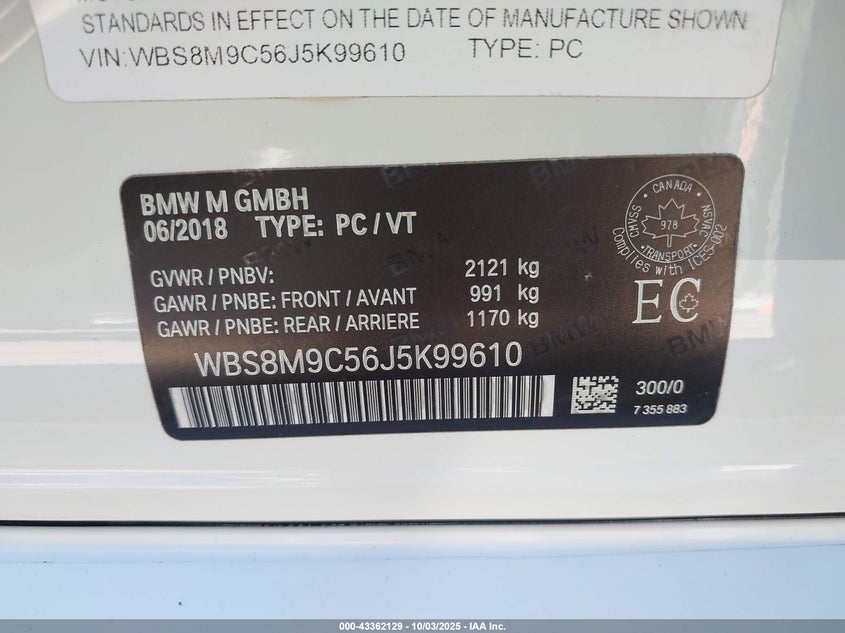 STANDARDS IN EFFECT ON THE DATE OF MANUFACTURE SHOWN
VIN:WBS8M9C56J5K99610 TYPE: PC
BMW M GMBH
06/2018 TYPE: PC / VT
GVWR / PNBV: 2121 kg
GAWR / PNBE: FRONT / AVANT 991 kg
GAWR / PNBE: REAR / ARRIERE 1170 kg
WBS8M9C56J5K99610
CANADA
CMVSS 978 NSVAC
TRANSPORT
Complies with ICES-002
EC
300/0
7 355 883
000-43362129 - 10/03/2025 - IAA Inc.